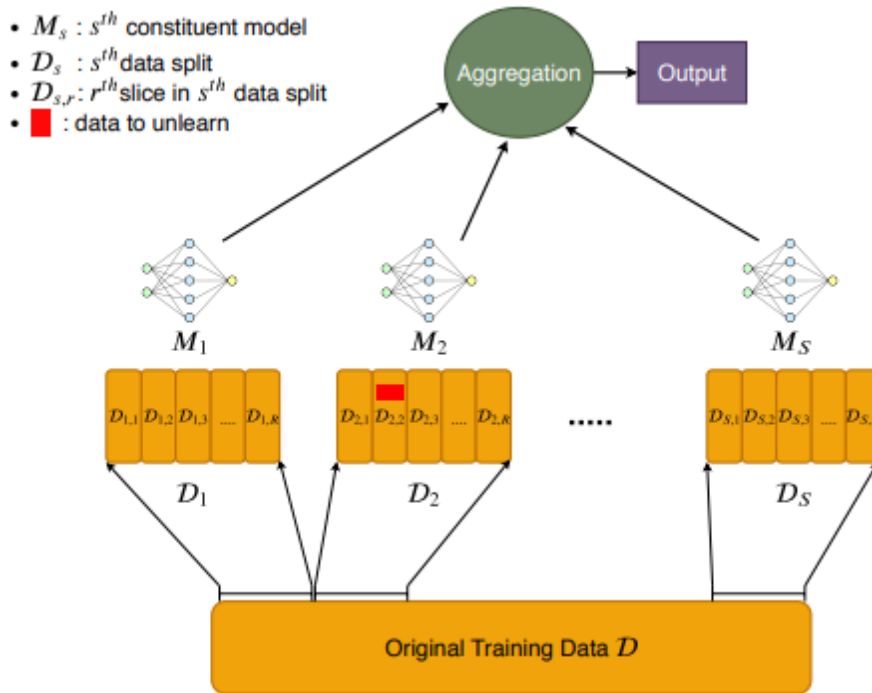 • M_s : s^th constituent model
• D_s : s^th data split
• D_s,r : r^th slice in s^th data split
• : data to unlearn
Aggregation
Output
M_1
M_2
M_S
D_1,1 D_1,2 D_1,3 .... D_1,R
D_2,1 D_2,2 D_2,3 .... D_2,R
.....
D_S,1 D_S,2 D_S,3 .... D_S,
D_1
D_2
D_S
Original Training Data D